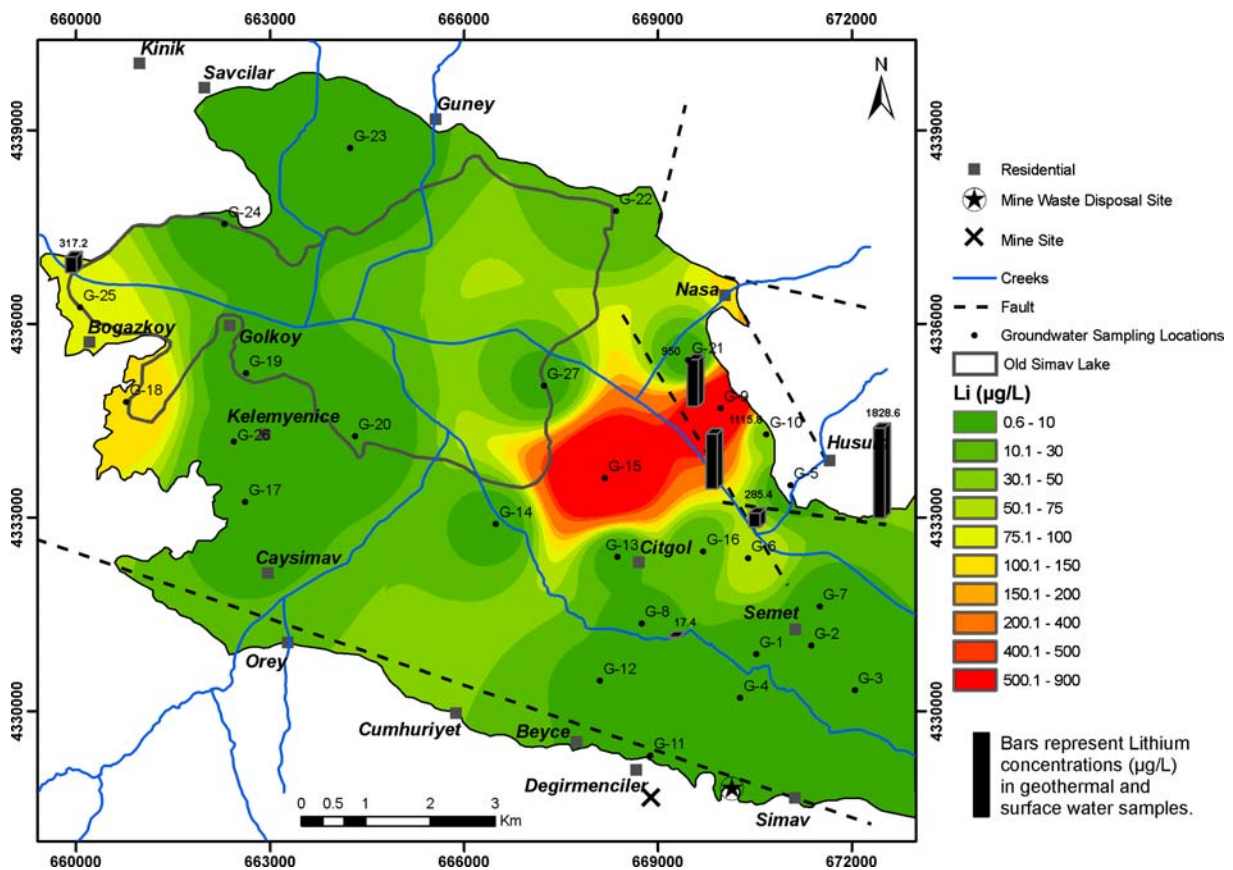 660000 663000 666000 669000 672000
Kinik
Savcilar
Guney
N
4339000
4339000
G-23
G-22
G-24
317.2
G-25
Nasa
4336000
4336000
Bogazkoy
Golkoy
G-19
950
G-21
G-27
G-18
G-9
Kelemyenice
1115.8
1828.6
G-26
G-20
G-10
Husum
G-15
G-5
G-17
285.4
4333000
4333000
G-14
G-13
Citgol
G-16
G-6
Caysimav
G-7
G-8
Semet
17.4
Orey
G-1
G-2
G-12
G-3
G-4
4330000
4330000
Cumhuriyet
Beyce
G-11
Degirmenciler
Simav
0 0.5 1 2 3
Km
660000 663000 666000 669000 672000
Residential
Mine Waste Disposal Site
Mine Site
Creeks
Fault
Groundwater Sampling Locations
Old Simav Lake
Li (µg/L)
0.6 - 10
10.1 - 30
30.1 - 50
50.1 - 75
75.1 - 100
100.1 - 150
150.1 - 200
200.1 - 400
400.1 - 500
500.1 - 900
Bars represent Lithium
concentrations (µg/L)
in geothermal and
surface water samples.